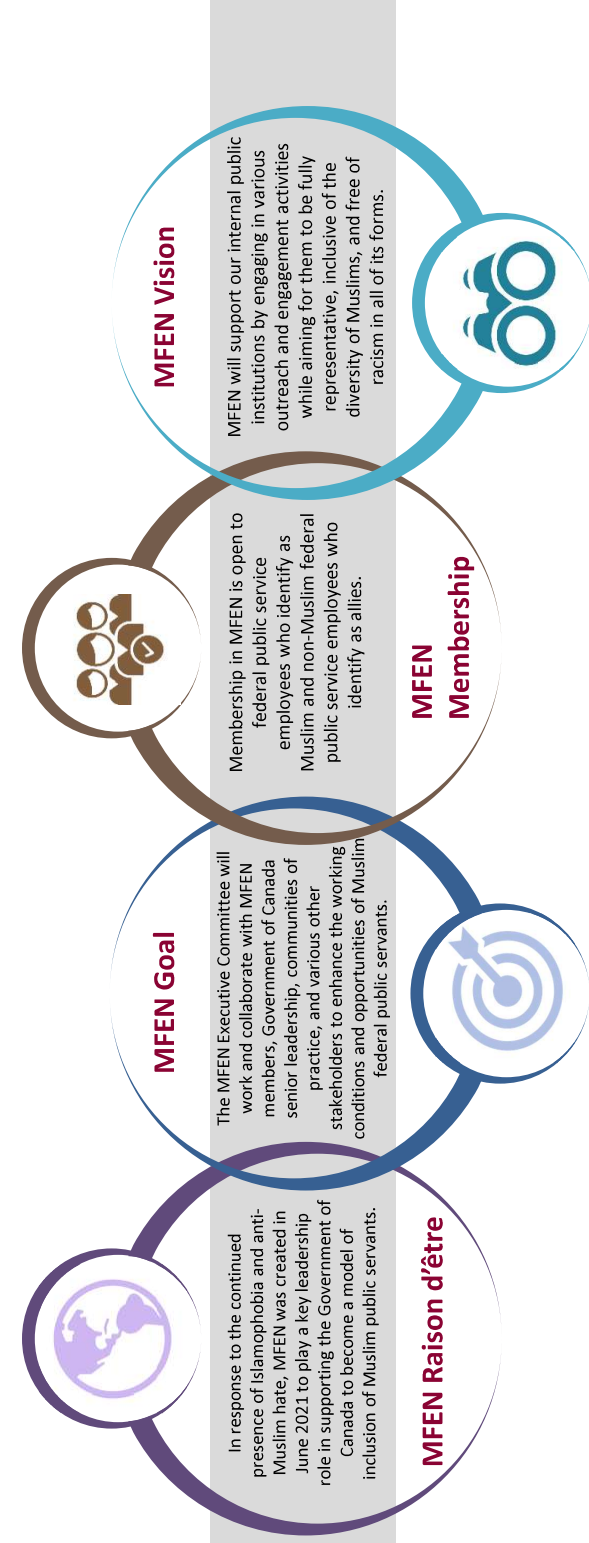 In response to the continued
presence of Islamophobia and anti-
Muslim hate, MFEN was created in
June 2021 to play a key leadership
role in supporting the Government of
Canada to become a model of
inclusion of Muslim public servants.
MFEN Raison d’être
MFEN Goal
The MFEN Executive Committee will
work and collaborate with MFEN
members, Government of Canada
senior leadership, communities of
practice, and various other
stakeholders to enhance the working
conditions and opportunities of Muslim
federal public servants.
Membership in MFEN is open to
federal public service
employees who identify as
Muslim and non-Muslim federal
public service employees who
identify as allies.
MFEN
Membership
MFEN Vision
MFEN will support our internal public
institutions by engaging in various
outreach and engagement activities
while aiming for them to be fully
representative, inclusive of the
diversity of Muslims, and free of
racism in all of its forms.